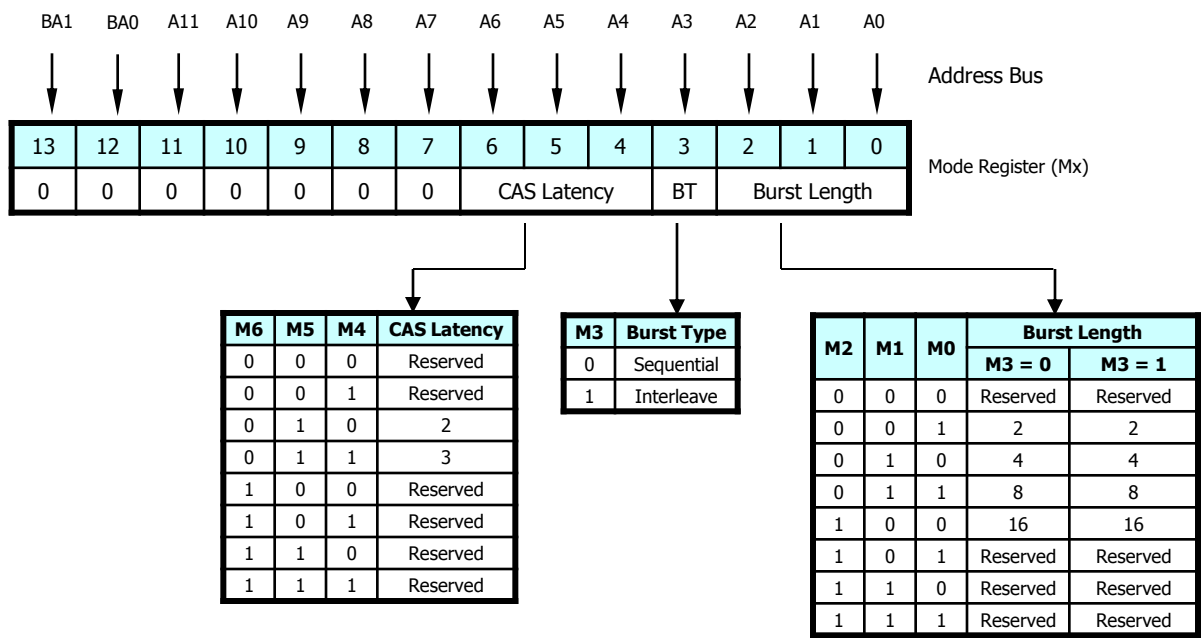 BA1 BA0 A11 A10 A9 A8 A7 A6 A5 A4 A3 A2 A1 A0
Address Bus
13 12 11 10 9 8 7 6 5 4 3 2 1 0
Mode Register (Mx)
0 0 0 0 0 0 0 CAS Latency BT Burst Length
M6 M5 M4 CAS Latency
0 0 0 Reserved
0 0 1 Reserved
0 1 0 2
0 1 1 3
1 0 0 Reserved
1 0 1 Reserved
1 1 0 Reserved
1 1 1 Reserved
M3 Burst Type
0 Sequential
1 Interleave
M2 M1 M0 Burst Length
M3 = 0 M3 = 1
0 0 0 Reserved Reserved
0 0 1 2 2
0 1 0 4 4
0 1 1 8 8
1 0 0 16 16
1 0 1 Reserved Reserved
1 1 0 Reserved Reserved
1 1 1 Reserved Reserved